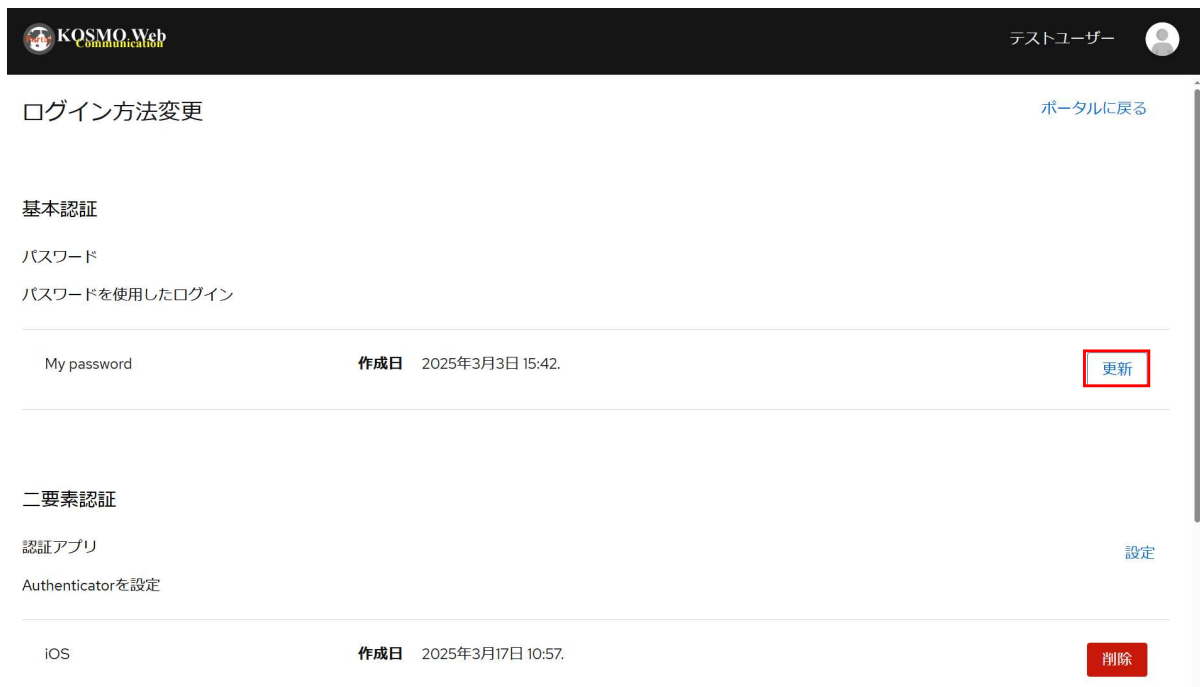 Portal KOSMO Web
Communication
テストユーザー
ログイン方法変更
ポータルに戻る
基本認証
パスワード
パスワードを使用したログイン
My password 作成日 2025年3月3日 15:42. 更新
二要素認証
認証アプリ
設定
Authenticatorを設定
iOS 作成日 2025年3月17日 10:57. 削除